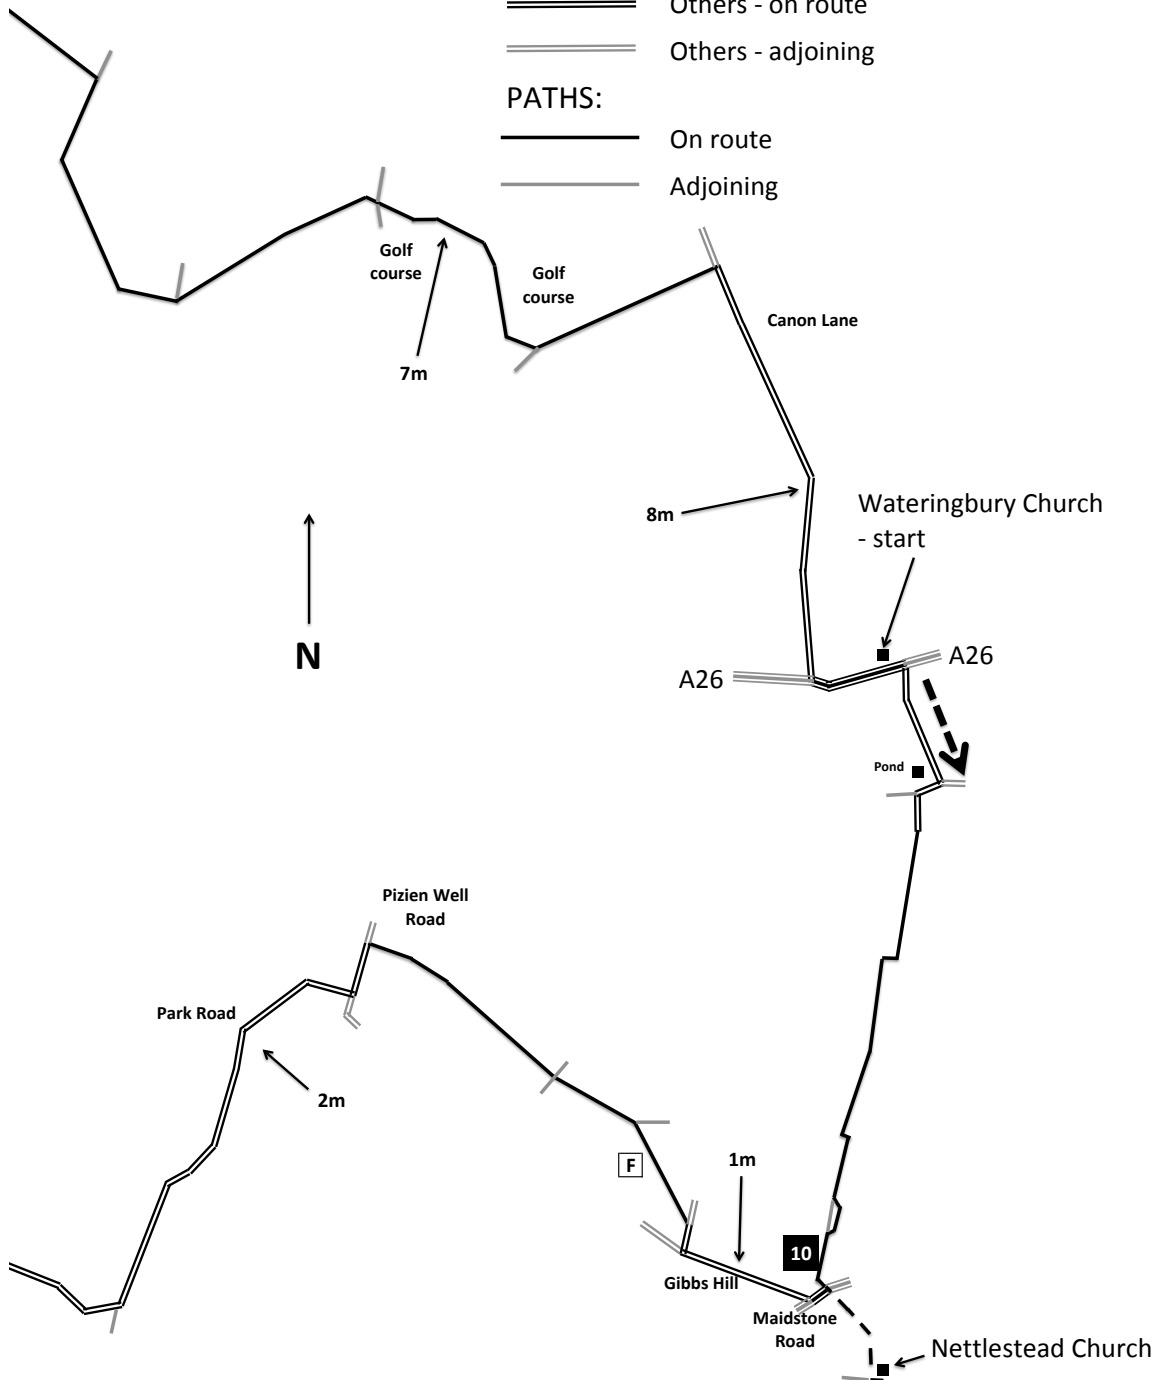 Others - on route
Others - adjoining
PATHS:
On route
Adjoining
Golf
course
Golf
course
Canon Lane
7m
8m
Wateringbury Church
- start
N
A26
A26
Pond
Pizien Well
Road
Park Road
2m
F
1m
10
Gibbs Hill
Maidstone
Road
Nettlestead Church